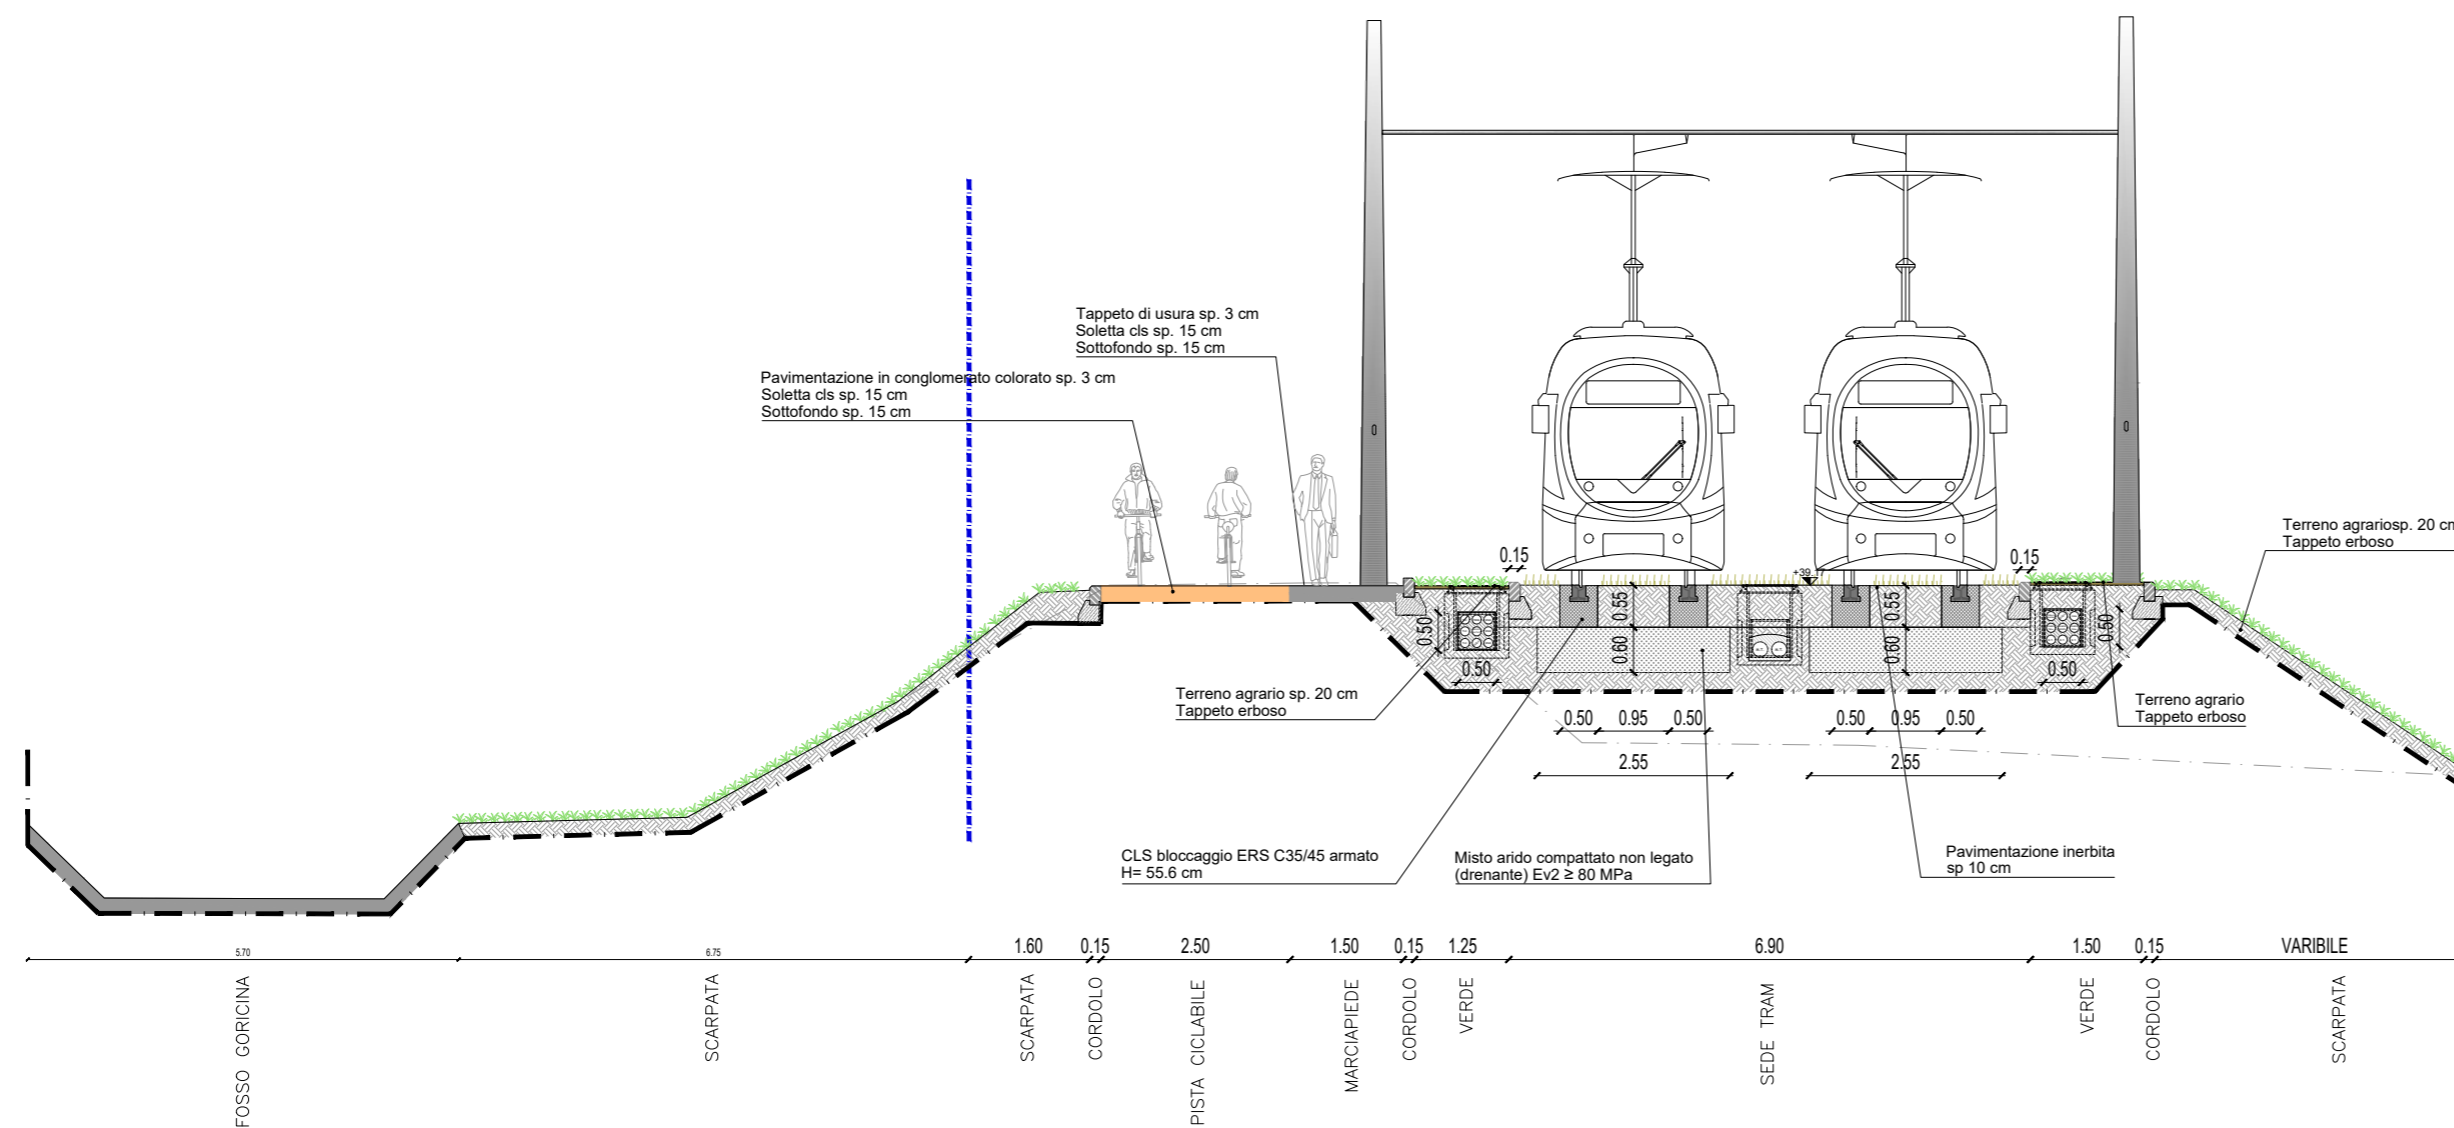 Tappeto di usura sp. 3 cm
Soletta cls sp. 15 cm
Sottofondo sp. 15 cm
Pavimentazione in conglomerato colorato sp. 3 cm
Soletta cls sp. 15 cm
Sottofondo sp. 15 cm
Terreno agrariosp. 20 cm
Tappeto erboso
0.15
0.15
+39.17
0.55
0.55
0.50
0.50
0.60
0.60
0.50
0.50
Terreno agrario sp. 20 cm
Tappeto erboso
Terreno agrario
Tappeto erboso
0.50 0.95 0.50
0.50 0.95 0.50
2.55
2.55
CLS bloccaggio ERS C35/45 armato
H= 55.6 cm
Misto arido compattato non legato
(drenante) Ev2 ≥ 80 MPa
Pavimentazione inerbita
sp 10 cm
5.70 6.75 1.60 0.15 2.50 1.50 0.15 1.25 6.90 1.50 0.15 VARIBILE
FOSSO GORICINA
SCARPATA
SCARPATA
CORDOLO
PISTA CICLABILE
MARCIAPIEDE
CORDOLO
VERDE
SEDE TRAM
VERDE
CORDOLO
SCARPATA